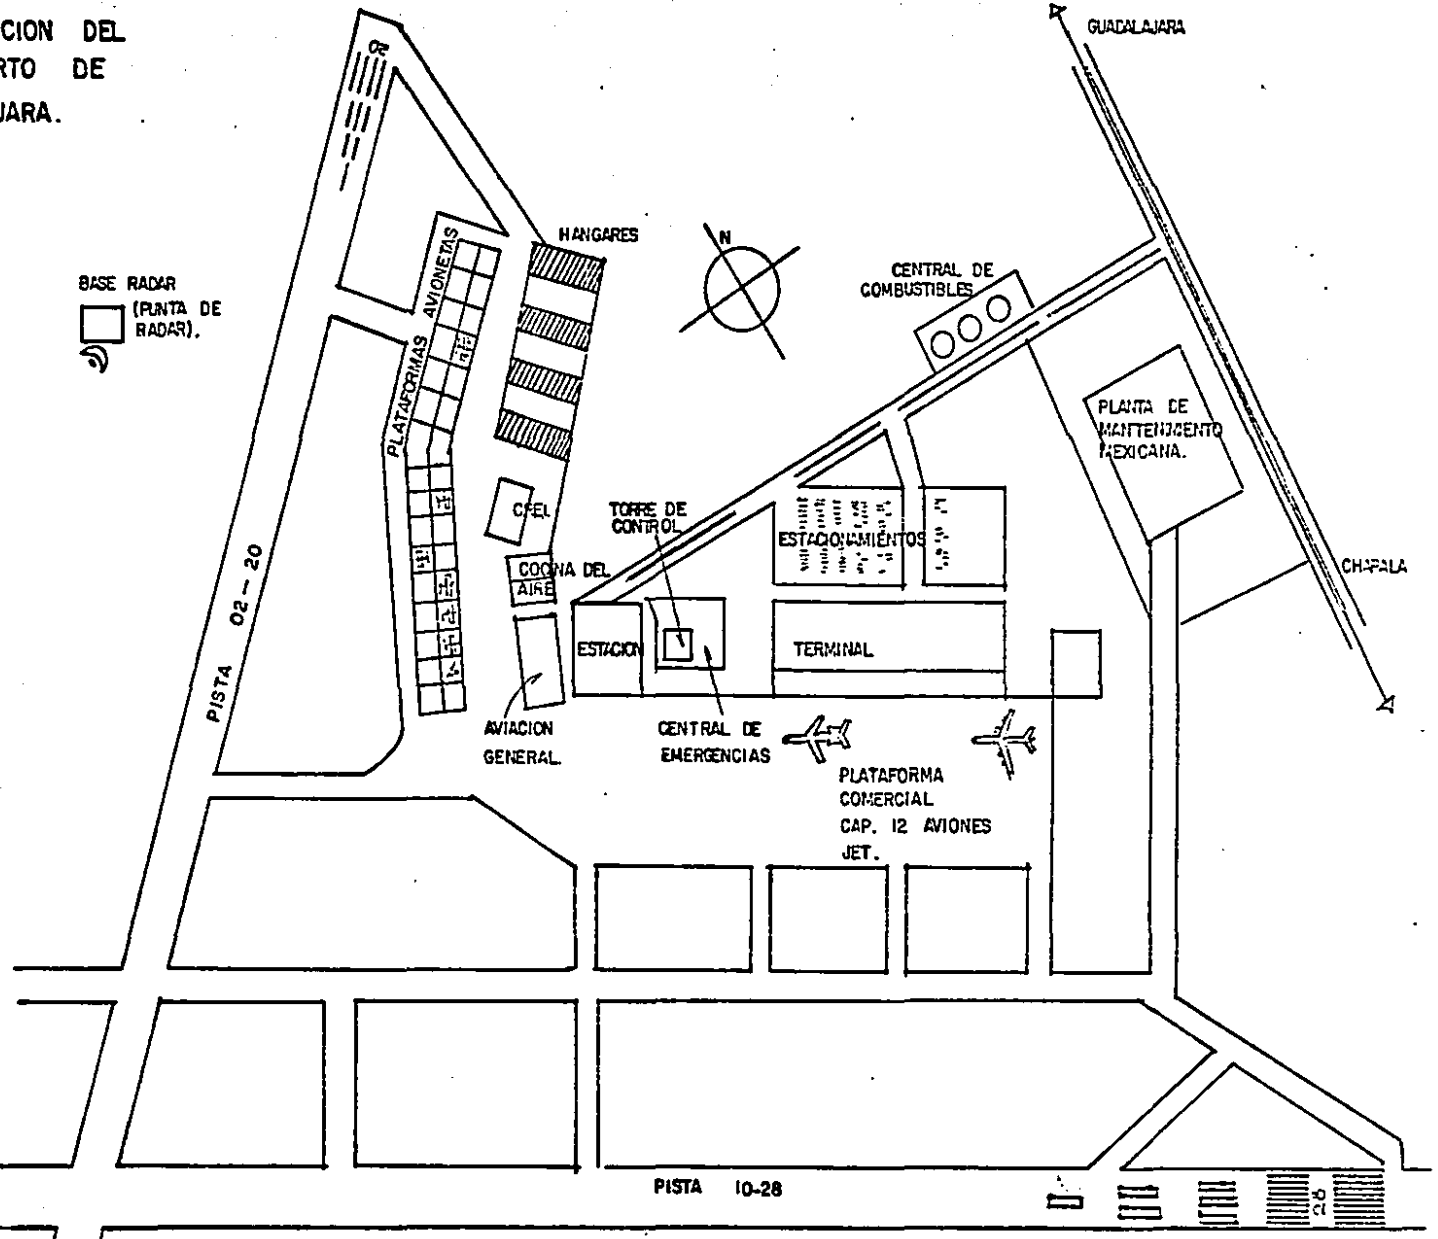 CION DEL
RTO DE
JARA.
GUADALAJARA
20
HANGARES
N
BASE RADAR
(PUNTA DE
RADAR).
CENTRAL DE
COMBUSTIBLES
PLATAFORMAS AVIONETAS
PLANTA DE
MANTENIMIENTO
MEXICANA.
TORRE DE
CONTROL
ESTACIONAMIENTOS
COCINA DEL
AIRE
CHAPALA
PISTA 02-20
ESTACION
TERMINAL
AVIACION
GENERAL.
CENTRAL DE
EMERGENCIAS
PLATAFORMA
COMERCIAL
CAP. 12 AVIONES
JET.
PISTA 10-28
28